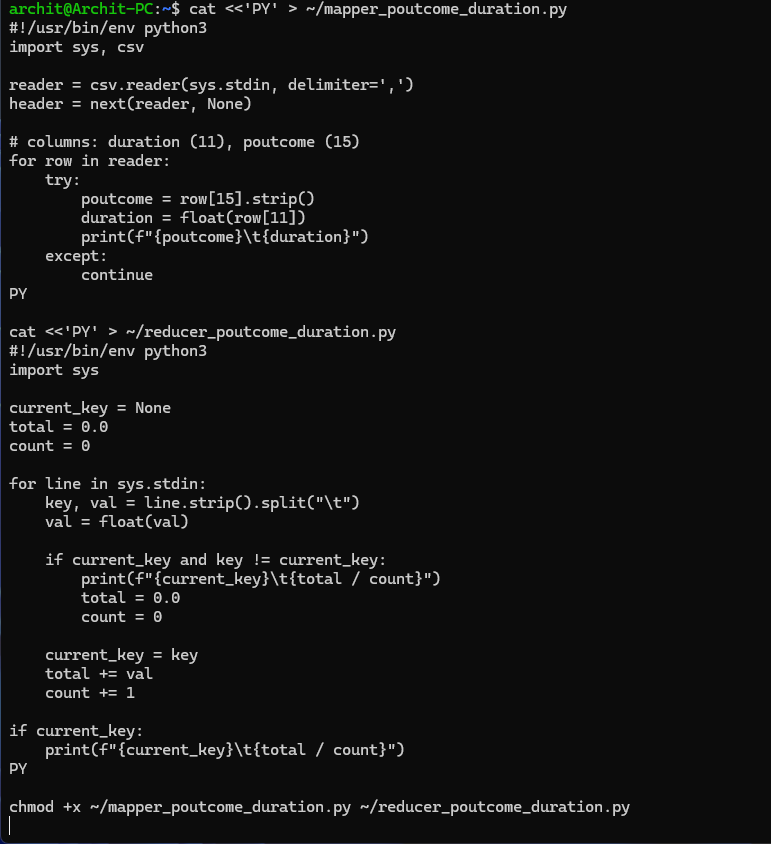 archit@Archit-PC:~$ cat <<'PY' > ~/mapper_poutcome_duration.py
#!/usr/bin/env python3
import sys, csv

reader = csv.reader(sys.stdin, delimiter=',')
header = next(reader, None)

# columns: duration (11), poutcome (15)
for row in reader:
    try:
        poutcome = row[15].strip()
        duration = float(row[11])
        print(f"{poutcome}\t{duration}")
    except:
        continue
PY

cat <<'PY' > ~/reducer_poutcome_duration.py
#!/usr/bin/env python3
import sys

current_key = None
total = 0.0
count = 0

for line in sys.stdin:
    key, val = line.strip().split("\t")
    val = float(val)

    if current_key and key != current_key:
        print(f"{current_key}\t{total / count}")
        total = 0.0
        count = 0

    current_key = key
    total += val
    count += 1

if current_key:
    print(f"{current_key}\t{total / count}")
PY

chmod +x ~/mapper_poutcome_duration.py ~/reducer_poutcome_duration.py